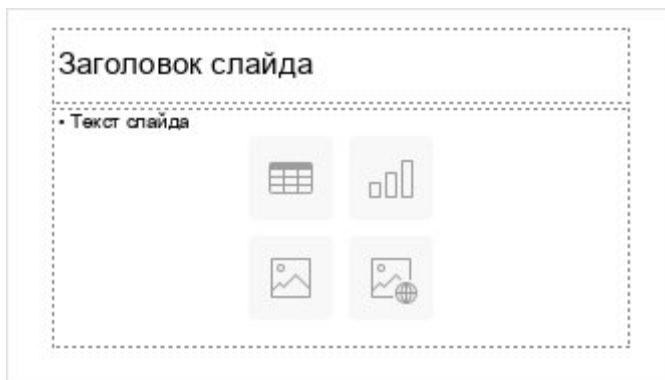 Заголовок слайда
• Текст слайда